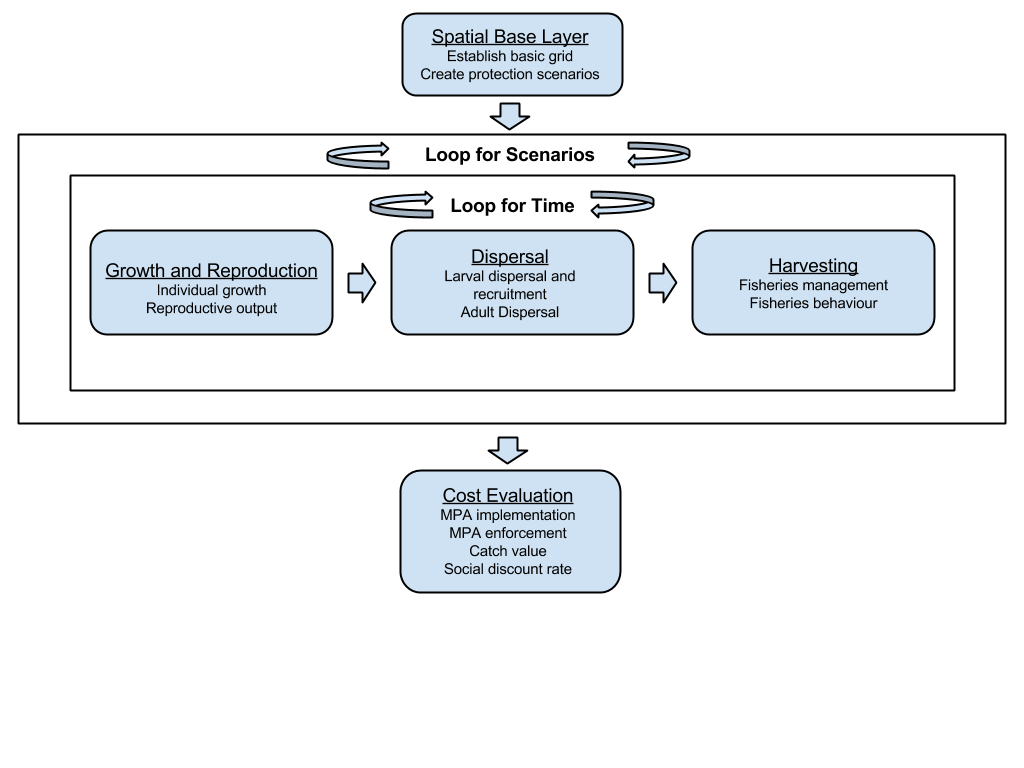 Spatial Base Layer
Establish basic grid
Create protection scenarios
Loop for Scenarios
Loop for Time
Growth and Reproduction
Individual growth
Reproductive output
Dispersal
Larval dispersal and
recruitment
Adult Dispersal
Harvesting
Fisheries management
Fisheries behaviour
Cost Evaluation
MPA implementation
MPA enforcement
Catch value
Social discount rate